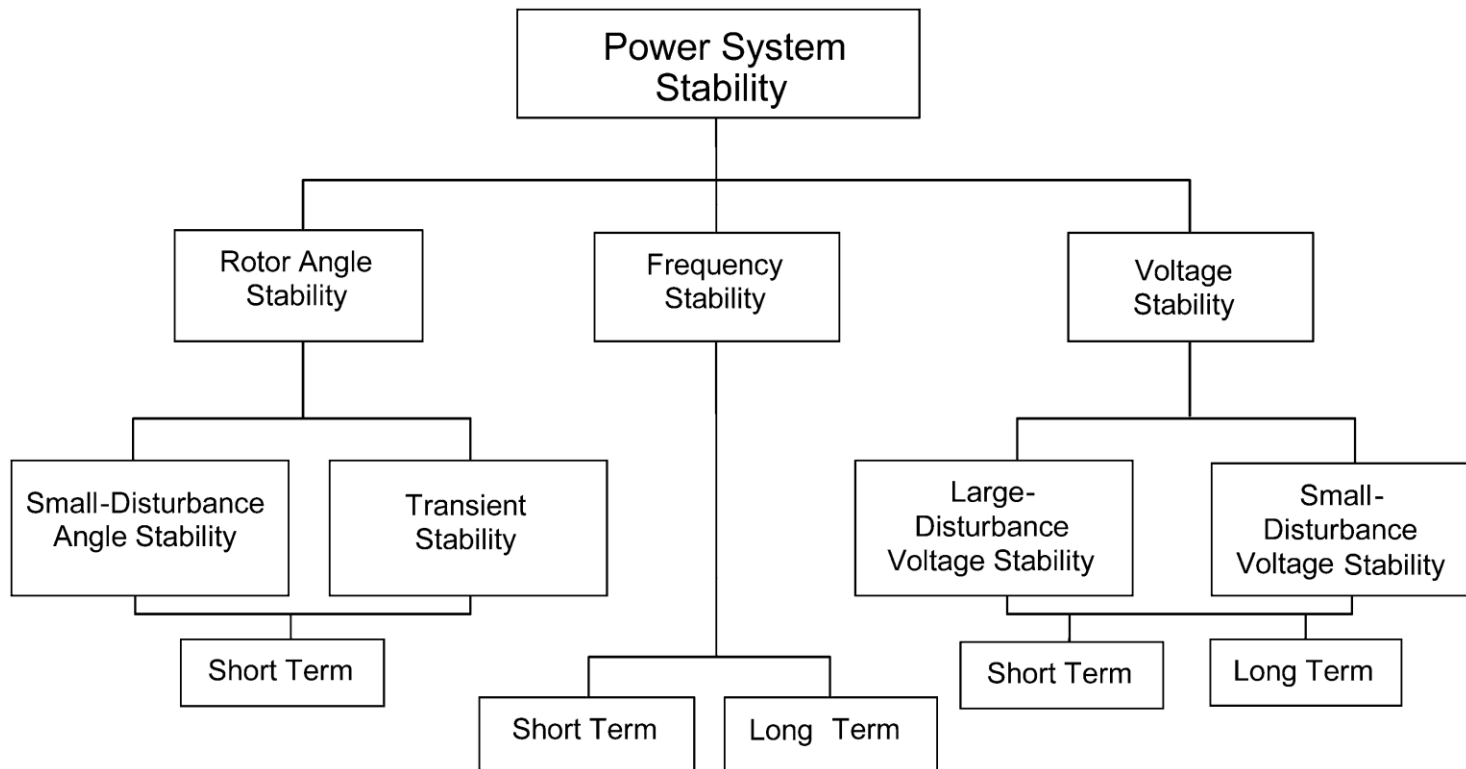 Power System
Stability
Rotor Angle
Stability
Frequency
Stability
Voltage
Stability
Small-Disturbance
Angle Stability
Transient
Stability
Large-
Disturbance
Voltage Stability
Small-
Disturbance
Voltage Stability
Short Term
Short Term
Long Term
Short Term
Long Term